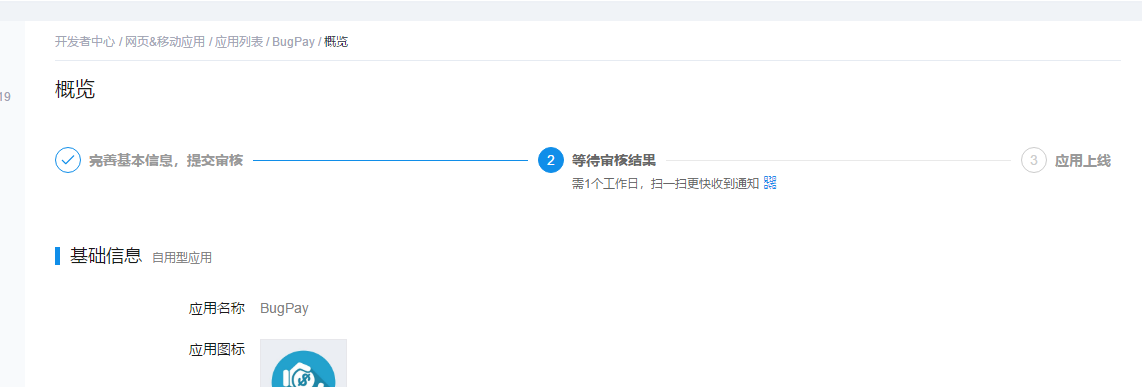 开发者中心 / 网页&移动应用 / 应用列表 / BugPay / 概览
19
概览
完善基本信息，提交审核
2 等待审核结果
3 应用上线
需1个工作日，扫一扫更快收到通知
基础信息 自用型应用
应用名称 BugPay
应用图标